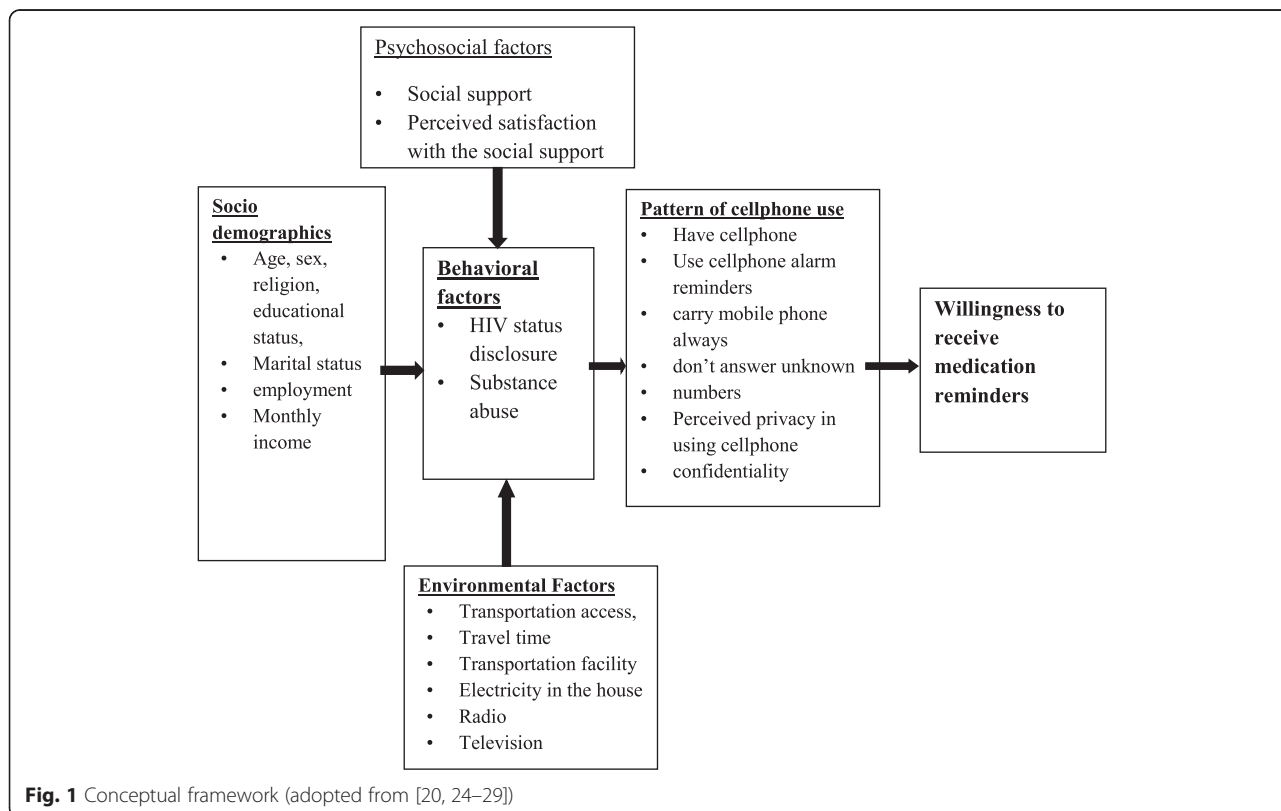 Psychosocial factors
• Social support
• Perceived satisfaction
with the social support
Socio
demographics
• Age, sex,
religion,
educational
status,
• Marital status
• employment
• Monthly
income
Behavioral
factors
• HIV status
disclosure
• Substance
abuse
Pattern of cellphone use
• Have cellphone
• Use cellphone alarm
reminders
• carry mobile phone
always
• don't answer unknown
• numbers
• Perceived privacy in
using cellphone
• confidentiality
Willingness to
receive
medication
reminders
Environmental Factors
• Transportation access,
• Travel time
• Transportation facility
• Electricity in the house
• Radio
• Television
Fig. 1 Conceptual framework (adopted from [20, 24–29])